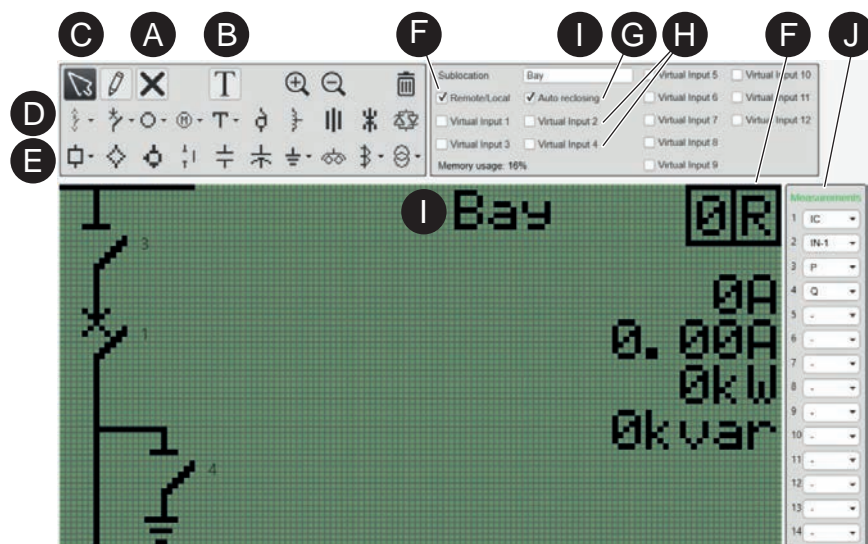 C A B F I G H F J
T
Sublocation Bay Virtual Input 5 Virtual Input 10
Remote/Local Auto reclosing Virtual Input 6 Virtual Input 11
D
Virtual Input 1 Virtual Input 2 Virtual Input 7 Virtual Input 12
Virtual Input 3 Virtual Input 4 Virtual Input 8
E
Memory usage: 16% Virtual Input 9
M
I Bay 0 R
Measurements
1 IC
2 IN-1
3 P
4 Q
5 -
6 -
7 -
8 -
9 -
10 -
11 -
12 -
13 -
14 -
3
0A
1
0.00A
0kW
0kvar
4